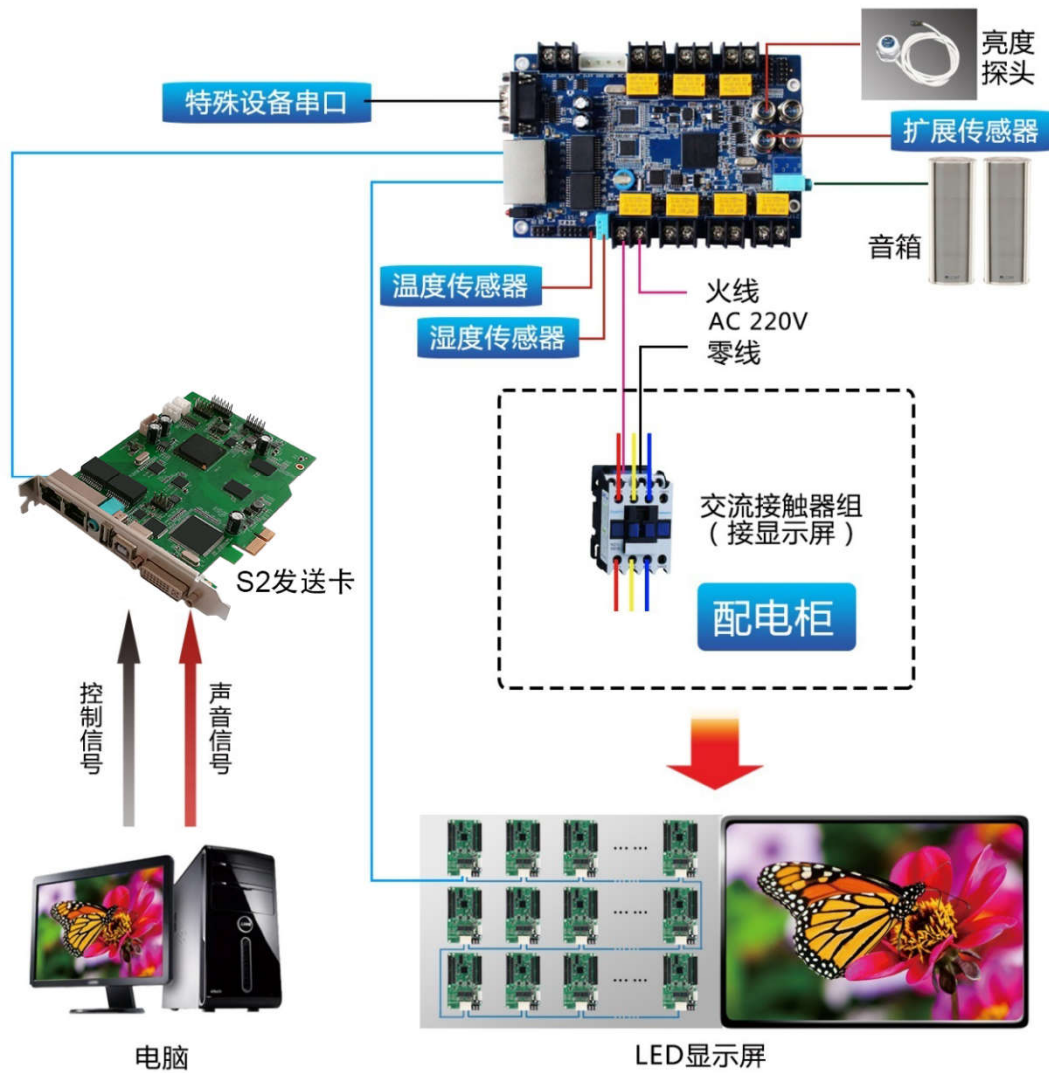 亮度
探头
特殊设备串口
扩展传感器
音箱
温度传感器
湿度传感器
火线
AC 220V
零线
交流接触器组
（接显示屏）
配电柜
S2发送卡
控制信号
声音信号
电脑
LED显示屏